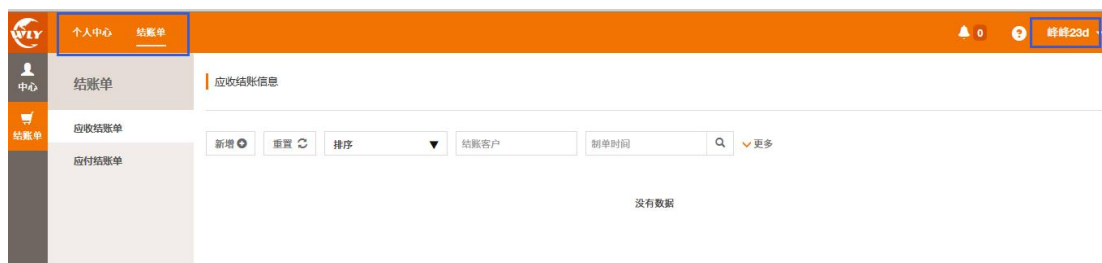 WLY 个人中心 结账单 0 ? 峰峰23d
中心
结账单
结账单
应收结账单
应付结账单
应收结账信息
新增 重置 排序 结账客户 制单时间 更多
没有数据